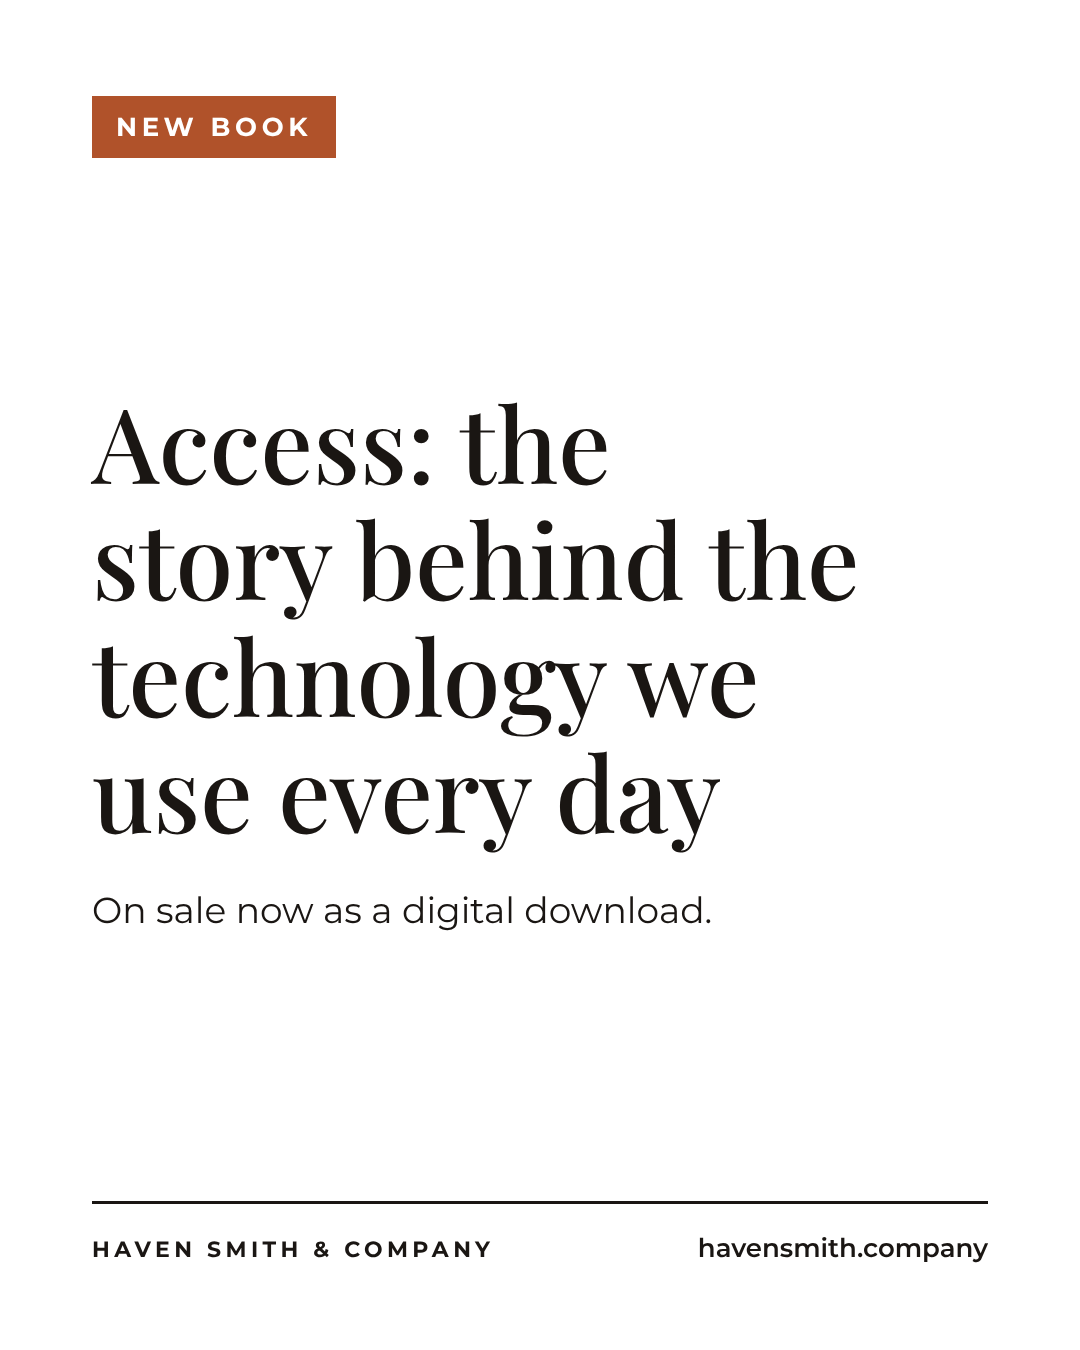 NEW BOOK
Access: the
story behind the
technology we
use every day
On sale now as a digital download.
HAVEN SMITH & COMPANY
havensmith.company